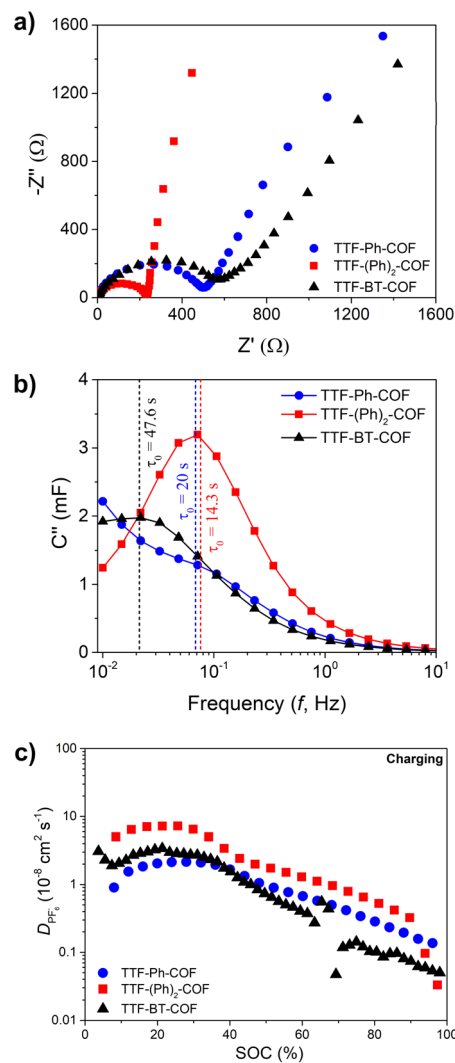 a)
1600
1200
800
400
0
-Z'' (Ω)
TTF-Ph-COF
TTF-(Ph)₂-COF
TTF-BT-COF
0 400 800 1200 1600
Z' (Ω)
b)
4
3
2
1
0
C'' (mF)
τ₀ = 47.6 s
τ₀ = 20 s
τ₀ = 14.3 s
TTF-Ph-COF
TTF-(Ph)₂-COF
TTF-BT-COF
10⁻² 10⁻¹ 10⁰ 10¹
Frequency (f, Hz)
c)
Charging
100
10
1
0.1
0.01
D_PF₆ (10⁻⁸ cm² s⁻¹)
TTF-Ph-COF
TTF-(Ph)₂-COF
TTF-BT-COF
0 20 40 60 80 100
SOC (%)